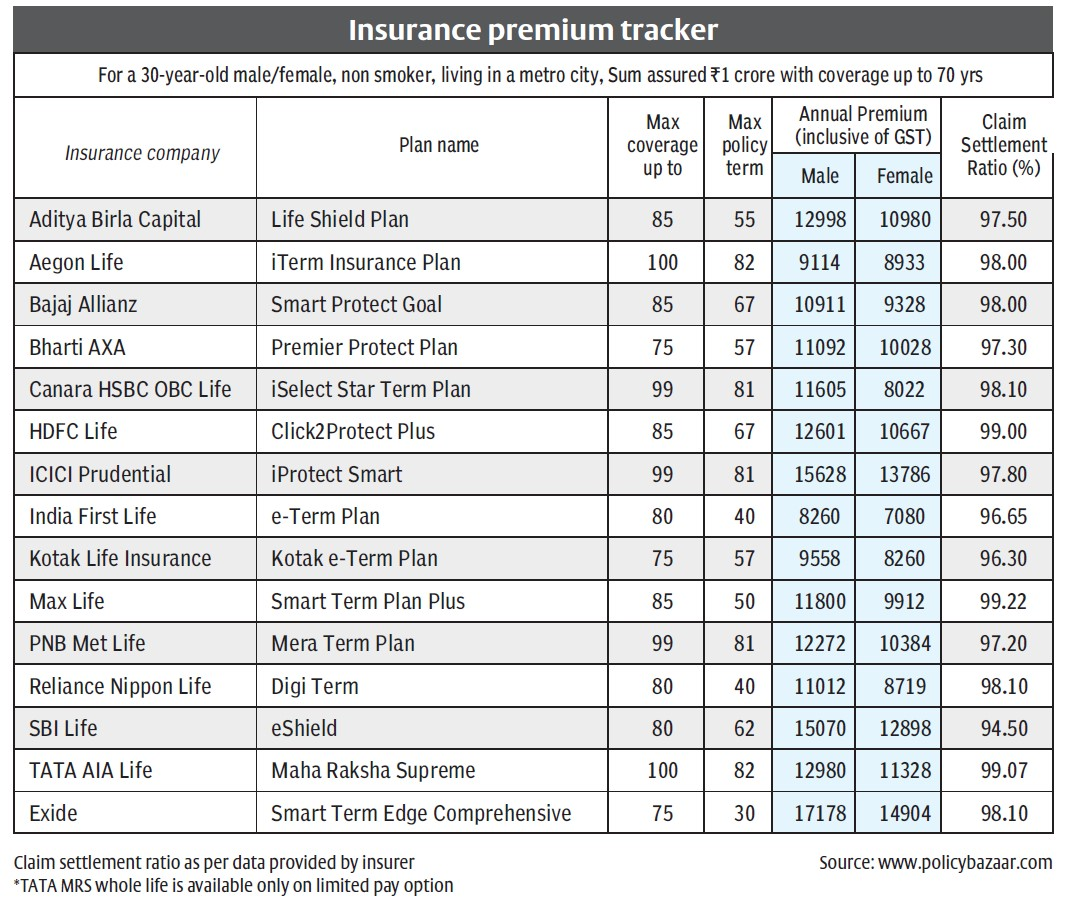 Insurance premium tracker
For a 30-year-old male/female, non smoker, living in a metro city, Sum assured ₹1 crore with coverage up to 70 yrs
Insurance company Plan name Max coverage up to Max policy term Annual Premium (inclusive of GST) Male Female Claim Settlement Ratio (%)
Aditya Birla Capital Life Shield Plan 85 55 12998 10980 97.50
Aegon Life iTerm Insurance Plan 100 82 9114 8933 98.00
Bajaj Allianz Smart Protect Goal 85 67 10911 9328 98.00
Bharti AXA Premier Protect Plan 75 57 11092 10028 97.30
Canara HSBC OBC Life iSelect Star Term Plan 99 81 11605 8022 98.10
HDFC Life Click2Protect Plus 85 67 12601 10667 99.00
ICICI Prudential iProtect Smart 99 81 15628 13786 97.80
India First Life e-Term Plan 80 40 8260 7080 96.65
Kotak Life Insurance Kotak e-Term Plan 75 57 9558 8260 96.30
Max Life Smart Term Plan Plus 85 50 11800 9912 99.22
PNB Met Life Mera Term Plan 99 81 12272 10384 97.20
Reliance Nippon Life Digi Term 80 40 11012 8719 98.10
SBI Life eShield 80 62 15070 12898 94.50
TATA AIA Life Maha Raksha Supreme 100 82 12980 11328 99.07
Exide Smart Term Edge Comprehensive 75 30 17178 14904 98.10
Claim settlement ratio as per data provided by insurer Source: www.policybazaar.com
*TATA MRS whole life is available only on limited pay option